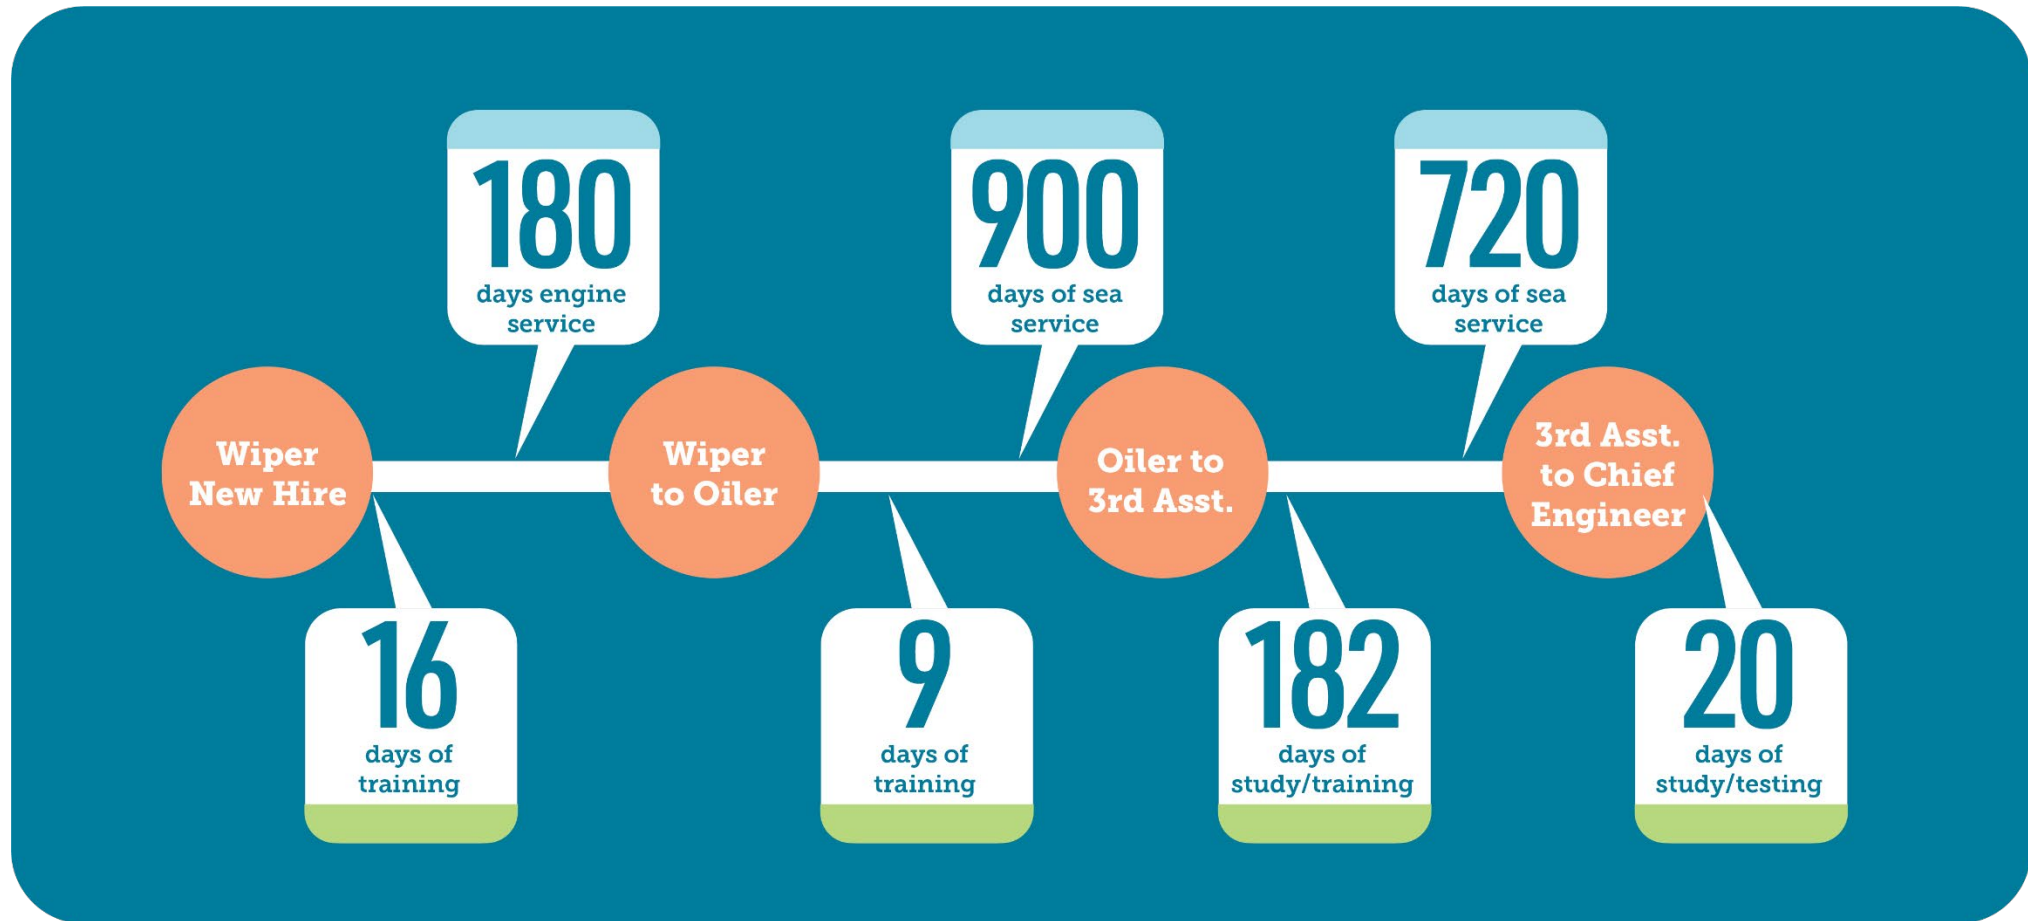 180
days engine
service
900
days of sea
service
720
days of sea
service
Wiper
New Hire
Wiper
to Oiler
Oiler to
3rd Asst.
3rd Asst.
to Chief
Engineer
16
days of
training
9
days of
training
182
days of
study/training
20
days of
study/testing